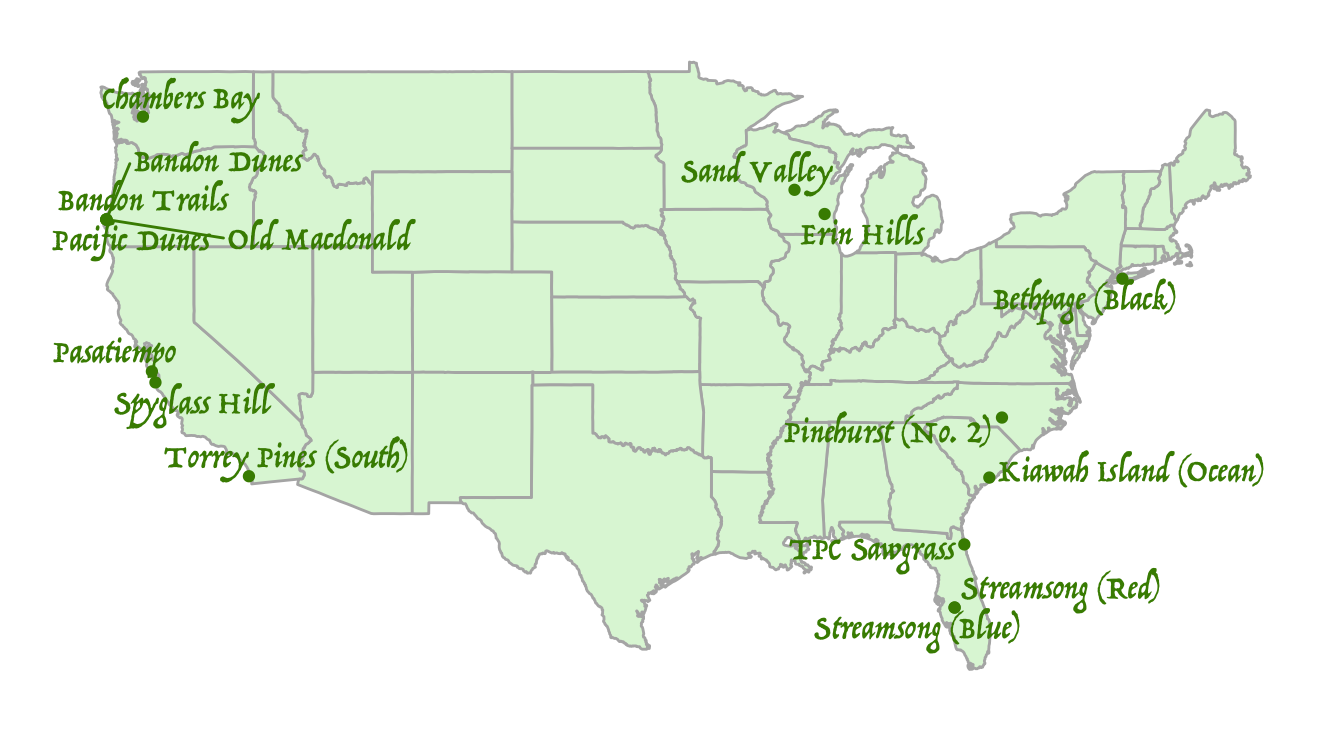 Chambers Bay
Bandon Dunes
Sand Valley
Bandon Trails
Erin Hills
Pacific Dunes
Old Macdonald
Bethpage (Black)
Pasatiempo
Spyglass Hill
Pinehurst (No. 2)
Torrey Pines (South)
Kiawah Island (Ocean)
TPC Sawgrass
Streamsong (Red)
Streamsong (Blue)